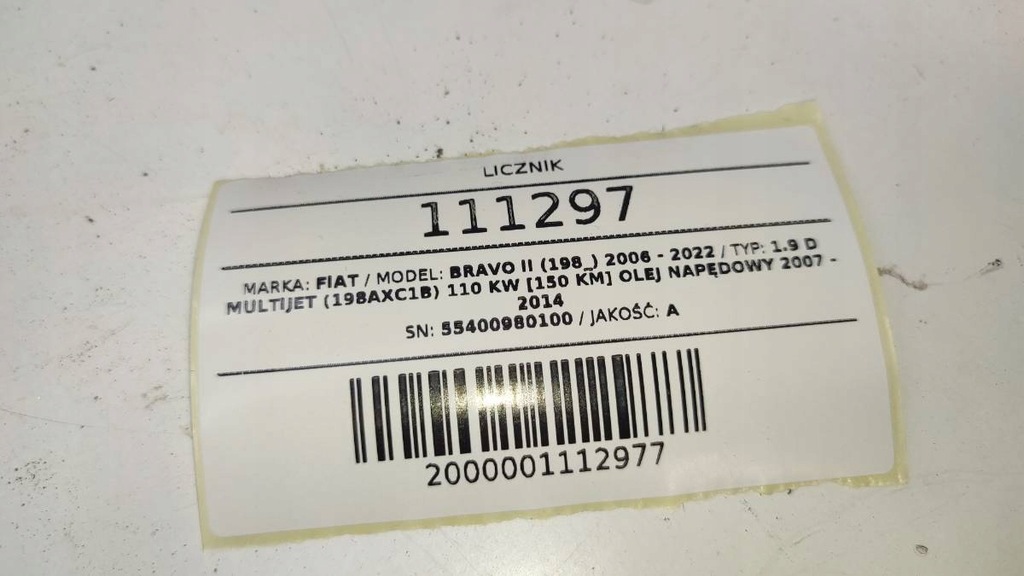 LICZNIK
111297
MARKA: FIAT / MODEL: BRAVO II (198_) 2006 - 2022 / TYP: 1.9 D
MULTIJET (198AXC1B) 110 KW [150 KM] OLEJ NAPĘDOWY 2007 -
2014
SN: 55400980100 / JAKOŚĆ: A
2000001112977